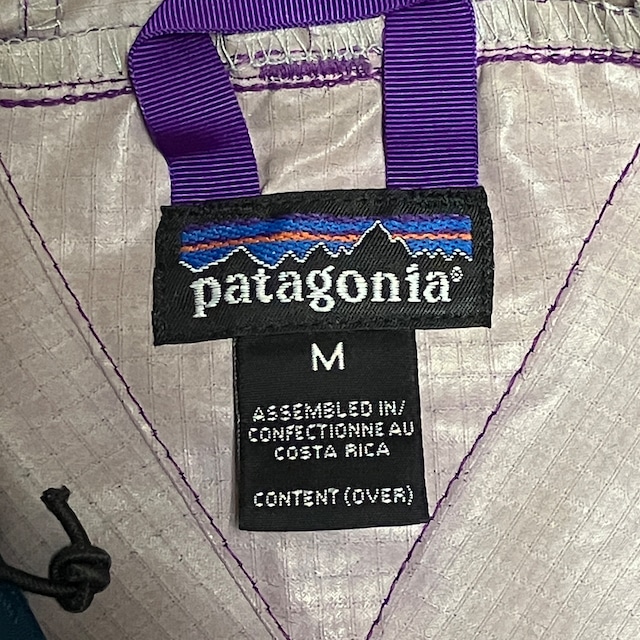 patagonia®
M
ASSEMBLED IN/
CONFECTIONNE AU
COSTA RICA
CONTENT (OVER)